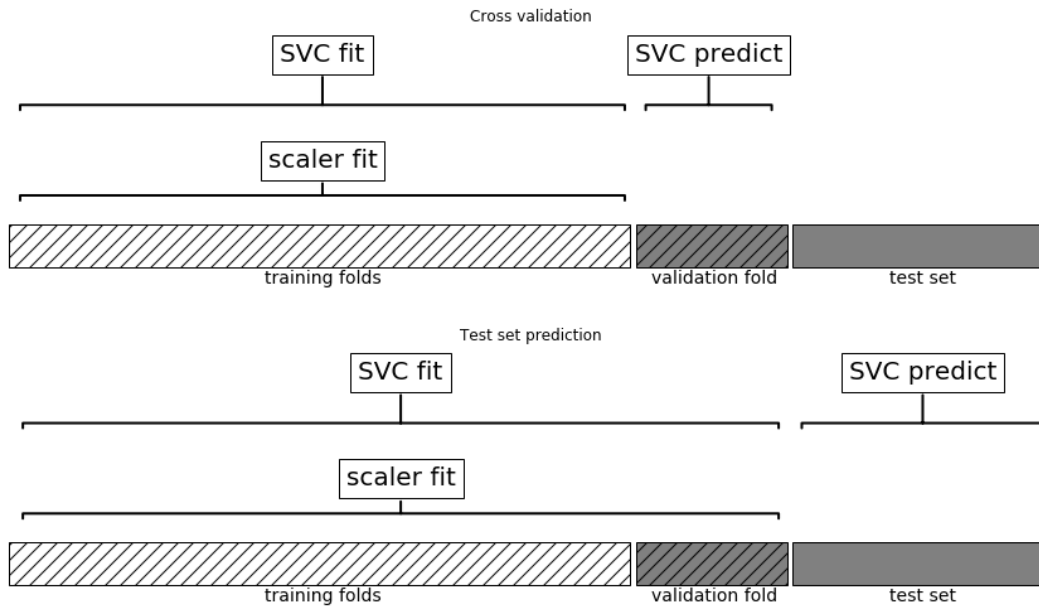 Cross validation
SVC fit
SVC predict
scaler fit
training folds
validation fold
test set
Test set prediction
SVC fit
SVC predict
scaler fit
training folds
validation fold
test set